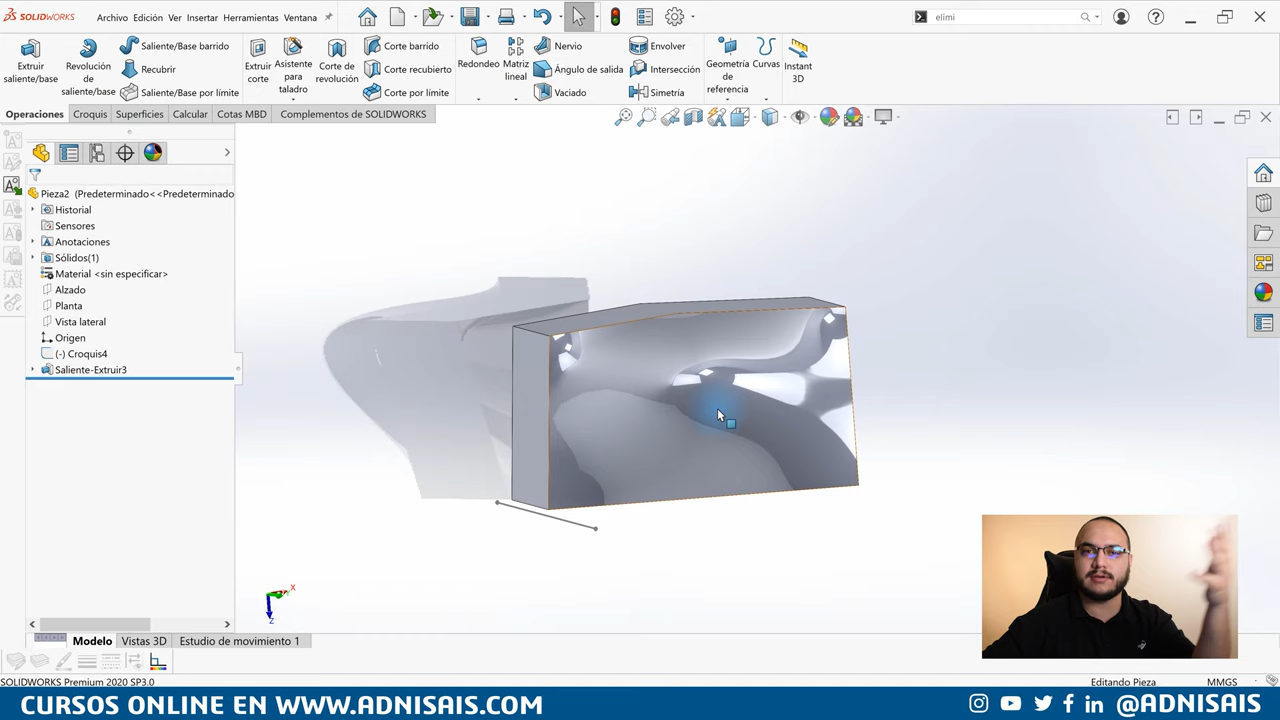 SOLIDWORKS
Archivo Edición Ver Insertar Herramientas Ventana
elimi
Extruir saliente/base
Revolución de saliente/base
Saliente/Base barrido
Recubrir
Saliente/Base por límite
Extruir corte
Asistente para taladro
Corte de revolución
Corte barrido
Corte recubierto
Corte por límite
Redondeo
Matriz lineal
Nervio
Ángulo de salida
Vaciado
Envolver
Intersección
Simetría
Geometría de referencia
Curvas
Instant 3D
Operaciones Croquis Superficies Calcular Cotas MBD Complementos de SOLIDWORKS
Pieza2 (Predeterminado<<Predeterminado
Historial
Sensores
Anotaciones
Sólidos(1)
Material <sin especificar>
Alzado
Planta
Vista lateral
Origen
(-) Croquis4
Saliente-Extruir3
X
Z
Modelo Vistas 3D Estudio de movimiento 1
SOLIDWORKS Premium 2020 SP3.0
Editando Pieza
MMGS
CURSOS ONLINE EN WWW.ADNISAIS.COM
@ADNISAIS